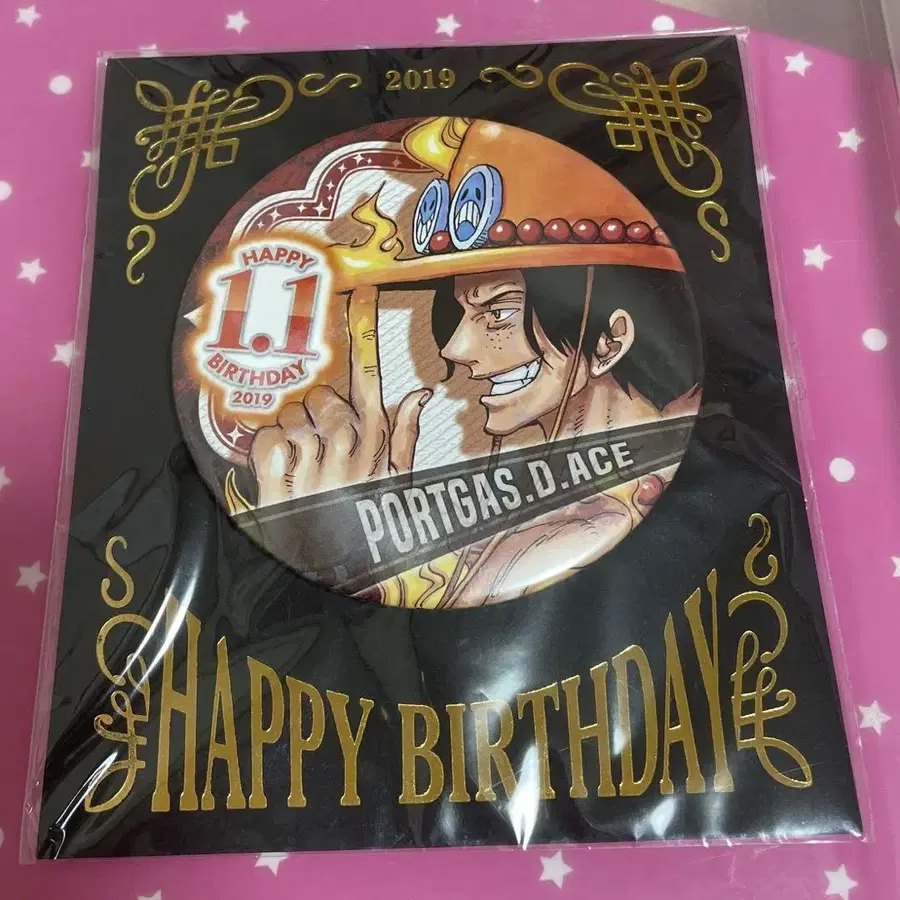 2019
HAPPY
1.1
BIRTHDAY
2019
PORTGAS.D.ACE
HAPPY BIRTHDAY